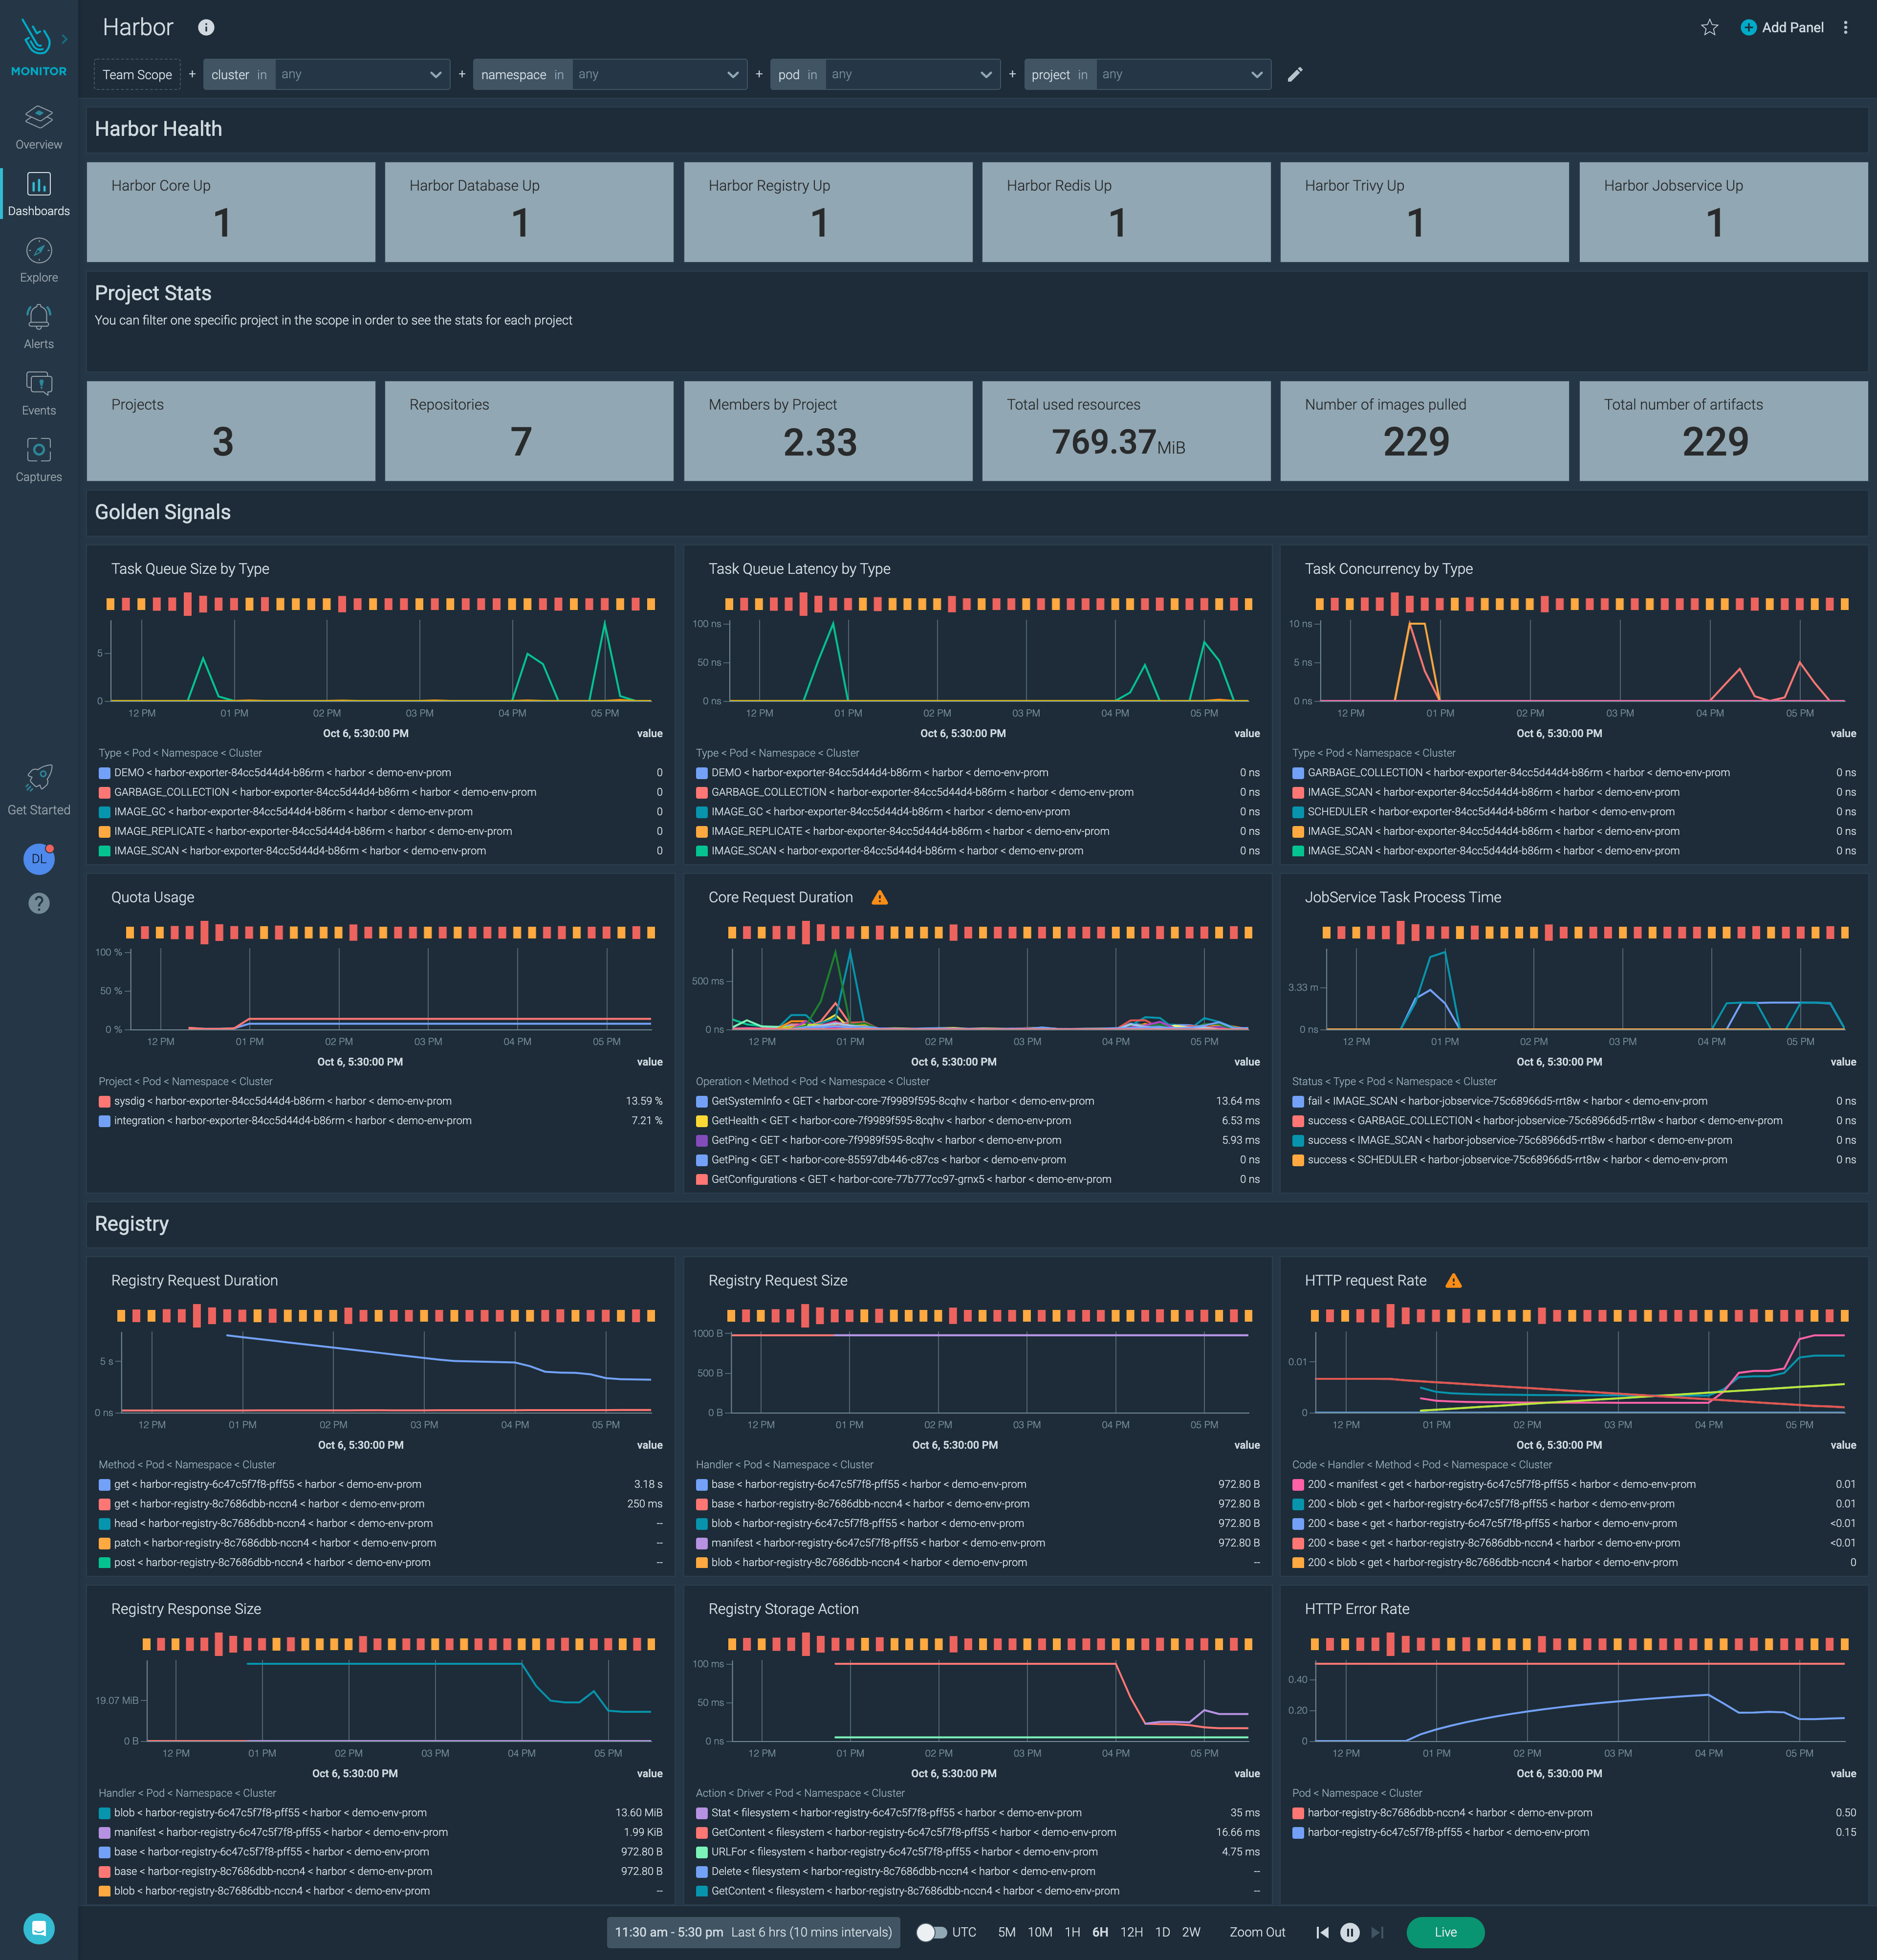 Harbor
Add Panel
MONITOR
Team Scope + cluster in any + namespace in any + pod in any + project in any
Overview
Dashboards
Explore
Alerts
Events
Captures
Get Started
DL
Harbor Health
Harbor Core Up
1
Harbor Database Up
1
Harbor Registry Up
1
Harbor Redis Up
1
Harbor Trivy Up
1
Harbor Jobservice Up
1
Project Stats
You can filter one specific project in the scope in order to see the stats for each project
Projects
3
Repositories
7
Members by Project
2.33
Total used resources
769.37 MiB
Number of images pulled
229
Total number of artifacts
229
Golden Signals
Task Queue Size by Type
5
0
12 PM 01 PM 02 PM 03 PM 04 PM 05 PM
Oct 6, 5:30:00 PM value
Type < Pod < Namespace < Cluster
DEMO < harbor-exporter-84cc5d44d4-b86rm < harbor < demo-env-prom 0
GARBAGE_COLLECTION < harbor-exporter-84cc5d44d4-b86rm < harbor < demo-env-prom 0
IMAGE_GC < harbor-exporter-84cc5d44d4-b86rm < harbor < demo-env-prom 0
IMAGE_REPLICATE < harbor-exporter-84cc5d44d4-b86rm < harbor < demo-env-prom 0
IMAGE_SCAN < harbor-exporter-84cc5d44d4-b86rm < harbor < demo-env-prom 0
Task Queue Latency by Type
100 ns
50 ns
0 ns
12 PM 01 PM 02 PM 03 PM 04 PM 05 PM
Oct 6, 5:30:00 PM value
Type < Pod < Namespace < Cluster
DEMO < harbor-exporter-84cc5d44d4-b86rm < harbor < demo-env-prom 0 ns
GARBAGE_COLLECTION < harbor-exporter-84cc5d44d4-b86rm < harbor < demo-env-prom 0 ns
IMAGE_GC < harbor-exporter-84cc5d44d4-b86rm < harbor < demo-env-prom 0 ns
IMAGE_REPLICATE < harbor-exporter-84cc5d44d4-b86rm < harbor < demo-env-prom 0 ns
IMAGE_SCAN < harbor-exporter-84cc5d44d4-b86rm < harbor < demo-env-prom 0 ns
Task Concurrency by Type
10 ns
5 ns
0 ns
12 PM 01 PM 02 PM 03 PM 04 PM 05 PM
Oct 6, 5:30:00 PM value
Type < Pod < Namespace < Cluster
GARBAGE_COLLECTION < harbor-exporter-84cc5d44d4-b86rm < harbor < demo-env-prom 0 ns
IMAGE_SCAN < harbor-exporter-84cc5d44d4-b86rm < harbor < demo-env-prom 0 ns
SCHEDULER < harbor-exporter-84cc5d44d4-b86rm < harbor < demo-env-prom 0 ns
IMAGE_SCAN < harbor-exporter-84cc5d44d4-b86rm < harbor < demo-env-prom 0 ns
IMAGE_SCAN < harbor-exporter-84cc5d44d4-b86rm < harbor < demo-env-prom 0 ns
Quota Usage
100 %
50 %
0 %
12 PM 01 PM 02 PM 03 PM 04 PM 05 PM
Oct 6, 5:30:00 PM value
Project < Pod < Namespace < Cluster
sysdig < harbor-exporter-84cc5d44d4-b86rm < harbor < demo-env-prom 13.59 %
integration < harbor-exporter-84cc5d44d4-b86rm < harbor < demo-env-prom 7.21 %
Core Request Duration
500 ms
0 ns
12 PM 01 PM 02 PM 03 PM 04 PM 05 PM
Oct 6, 5:30:00 PM value
Operation < Method < Pod < Namespace < Cluster
GetSystemInfo < GET < harbor-core-7f9989f595-8cqhv < harbor < demo-env-prom 13.64 ms
GetHealth < GET < harbor-core-7f9989f595-8cqhv < harbor < demo-env-prom 6.53 ms
GetPing < GET < harbor-core-7f9989f595-8cqhv < harbor < demo-env-prom 5.93 ms
GetPing < GET < harbor-core-85597db446-c87cs < harbor < demo-env-prom 0 ns
GetConfigurations < GET < harbor-core-77b777cc97-grnx5 < harbor < demo-env-prom 0 ns
JobService Task Process Time
3.33 m
0 ns
12 PM 01 PM 02 PM 03 PM 04 PM 05 PM
Oct 6, 5:30:00 PM value
Status < Type < Pod < Namespace < Cluster
fail < IMAGE_SCAN < harbor-jobservice-75c68966d5-rrt8w < harbor < demo-env-prom 0 ns
success < GARBAGE_COLLECTION < harbor-jobservice-75c68966d5-rrt8w < harbor < demo-env-prom 0 ns
success < IMAGE_SCAN < harbor-jobservice-75c68966d5-rrt8w < harbor < demo-env-prom 0 ns
success < SCHEDULER < harbor-jobservice-75c68966d5-rrt8w < harbor < demo-env-prom 0 ns
Registry
Registry Request Duration
5 s
0 ns
12 PM 01 PM 02 PM 03 PM 04 PM 05 PM
Oct 6, 5:30:00 PM value
Method < Pod < Namespace < Cluster
get < harbor-registry-6c47c5f7f8-pff55 < harbor < demo-env-prom 3.18 s
get < harbor-registry-8c7686dbb-nccn4 < harbor < demo-env-prom 250 ms
head < harbor-registry-8c7686dbb-nccn4 < harbor < demo-env-prom --
patch < harbor-registry-8c7686dbb-nccn4 < harbor < demo-env-prom --
post < harbor-registry-8c7686dbb-nccn4 < harbor < demo-env-prom --
Registry Request Size
1000 B
500 B
0 B
12 PM 01 PM 02 PM 03 PM 04 PM 05 PM
Oct 6, 5:30:00 PM value
Handler < Pod < Namespace < Cluster
base < harbor-registry-6c47c5f7f8-pff55 < harbor < demo-env-prom 972.80 B
base < harbor-registry-8c7686dbb-nccn4 < harbor < demo-env-prom 972.80 B
blob < harbor-registry-6c47c5f7f8-pff55 < harbor < demo-env-prom 972.80 B
manifest < harbor-registry-6c47c5f7f8-pff55 < harbor < demo-env-prom 972.80 B
blob < harbor-registry-8c7686dbb-nccn4 < harbor < demo-env-prom --
HTTP request Rate
0.01
0
12 PM 01 PM 02 PM 03 PM 04 PM 05 PM
Oct 6, 5:30:00 PM value
Code < Handler < Method < Pod < Namespace < Cluster
200 < manifest < get < harbor-registry-6c47c5f7f8-pff55 < harbor < demo-env-prom 0.01
200 < blob < get < harbor-registry-6c47c5f7f8-pff55 < harbor < demo-env-prom 0.01
200 < base < get < harbor-registry-6c47c5f7f8-pff55 < harbor < demo-env-prom <0.01
200 < base < get < harbor-registry-8c7686dbb-nccn4 < harbor < demo-env-prom <0.01
200 < blob < get < harbor-registry-8c7686dbb-nccn4 < harbor < demo-env-prom 0
Registry Response Size
19.07 MiB
0 B
12 PM 01 PM 02 PM 03 PM 04 PM 05 PM
Oct 6, 5:30:00 PM value
Handler < Pod < Namespace < Cluster
blob < harbor-registry-6c47c5f7f8-pff55 < harbor < demo-env-prom 13.60 MiB
manifest < harbor-registry-6c47c5f7f8-pff55 < harbor < demo-env-prom 1.99 KiB
base < harbor-registry-6c47c5f7f8-pff55 < harbor < demo-env-prom 972.80 B
base < harbor-registry-8c7686dbb-nccn4 < harbor < demo-env-prom 972.80 B
blob < harbor-registry-8c7686dbb-nccn4 < harbor < demo-env-prom --
Registry Storage Action
100 ms
50 ms
0 ns
12 PM 01 PM 02 PM 03 PM 04 PM 05 PM
Oct 6, 5:30:00 PM value
Action < Driver < Pod < Namespace < Cluster
Stat < filesystem < harbor-registry-6c47c5f7f8-pff55 < harbor < demo-env-prom 35 ms
GetContent < filesystem < harbor-registry-6c47c5f7f8-pff55 < harbor < demo-env-prom 16.66 ms
URLFor < filesystem < harbor-registry-6c47c5f7f8-pff55 < harbor < demo-env-prom 4.75 ms
Delete < filesystem < harbor-registry-8c7686dbb-nccn4 < harbor < demo-env-prom --
GetContent < filesystem < harbor-registry-8c7686dbb-nccn4 < harbor < demo-env-prom --
HTTP Error Rate
0.40
0.20
0
12 PM 01 PM 02 PM 03 PM 04 PM 05 PM
Oct 6, 5:30:00 PM value
Pod < Namespace < Cluster
harbor-registry-8c7686dbb-nccn4 < harbor < demo-env-prom 0.50
harbor-registry-6c47c5f7f8-pff55 < harbor < demo-env-prom 0.15
11:30 am - 5:30 pm Last 6 hrs (10 mins intervals) UTC 5M 10M 1H 6H 12H 1D 2W Zoom Out Live